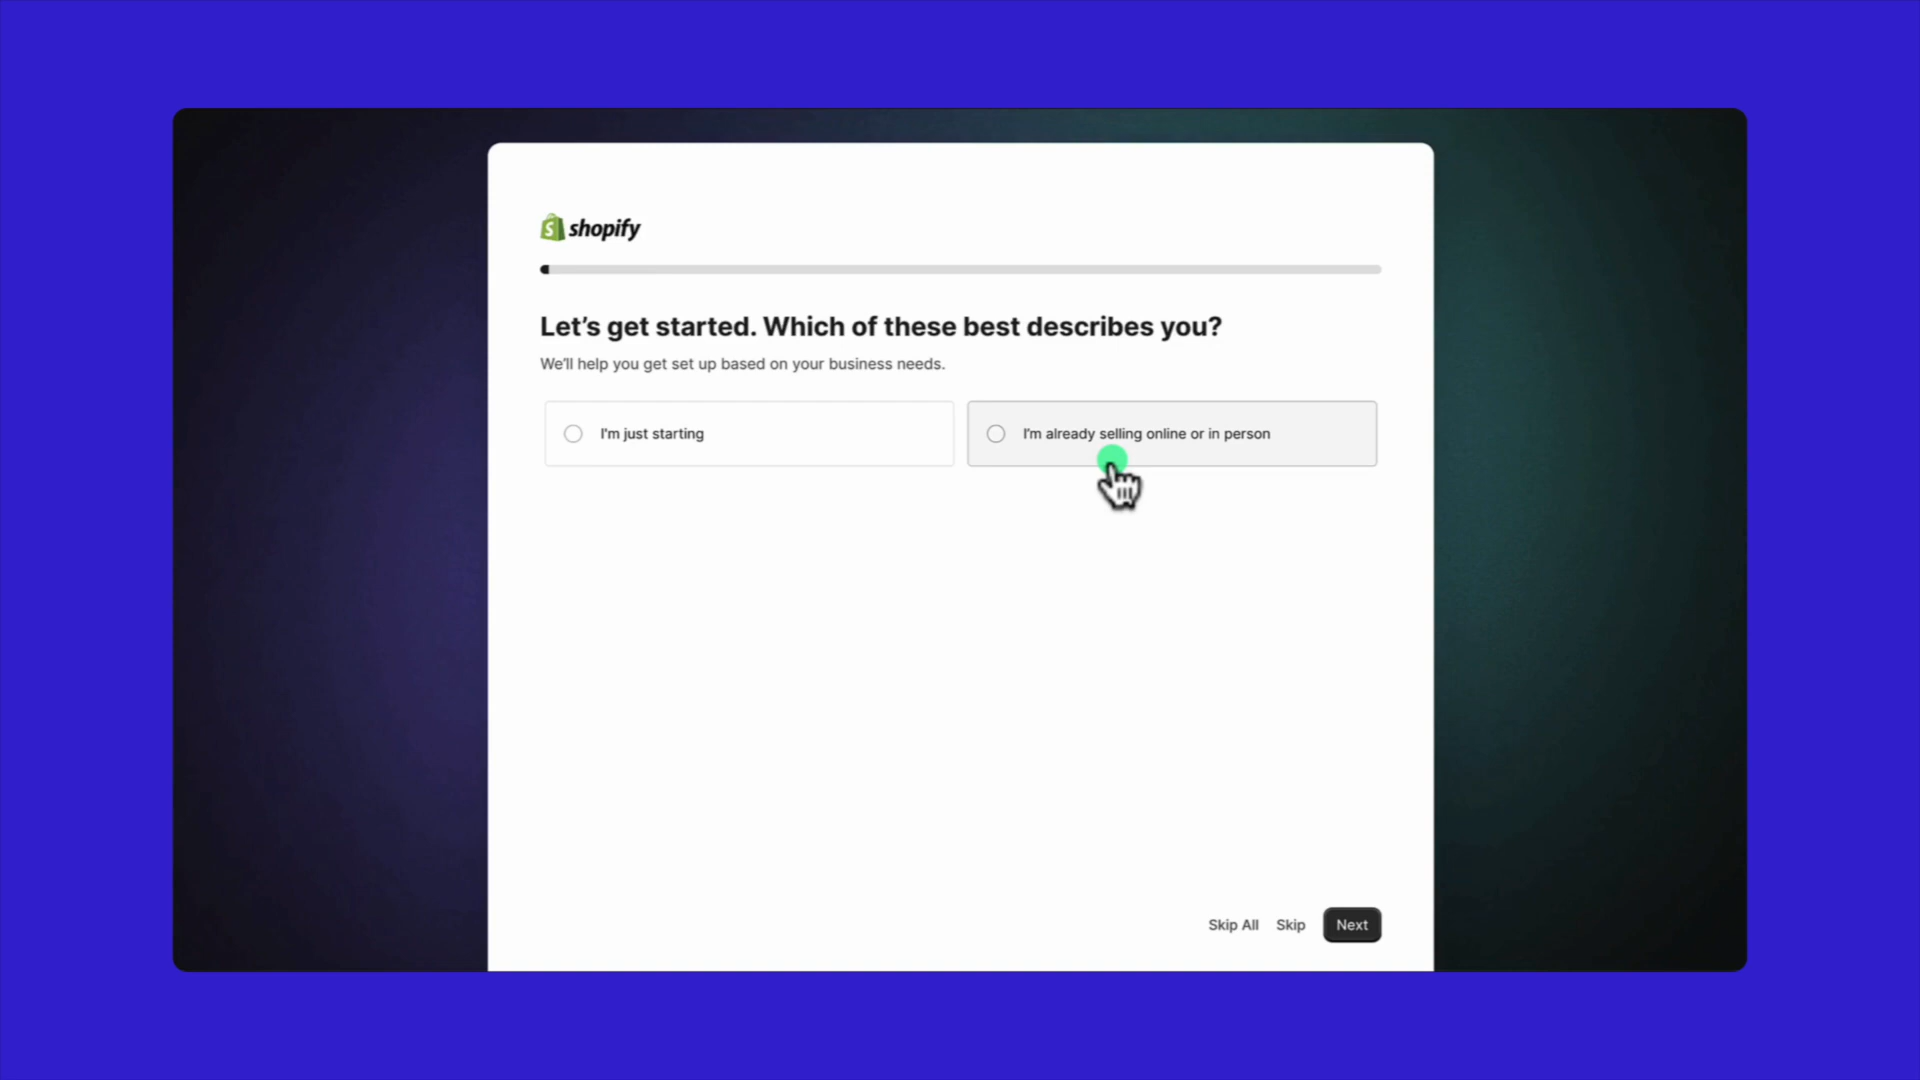 shopify
Let’s get started. Which of these best describes you?
We’ll help you get set up based on your business needs.
I'm just starting
I'm already selling online or in person
Skip All
Skip
Next